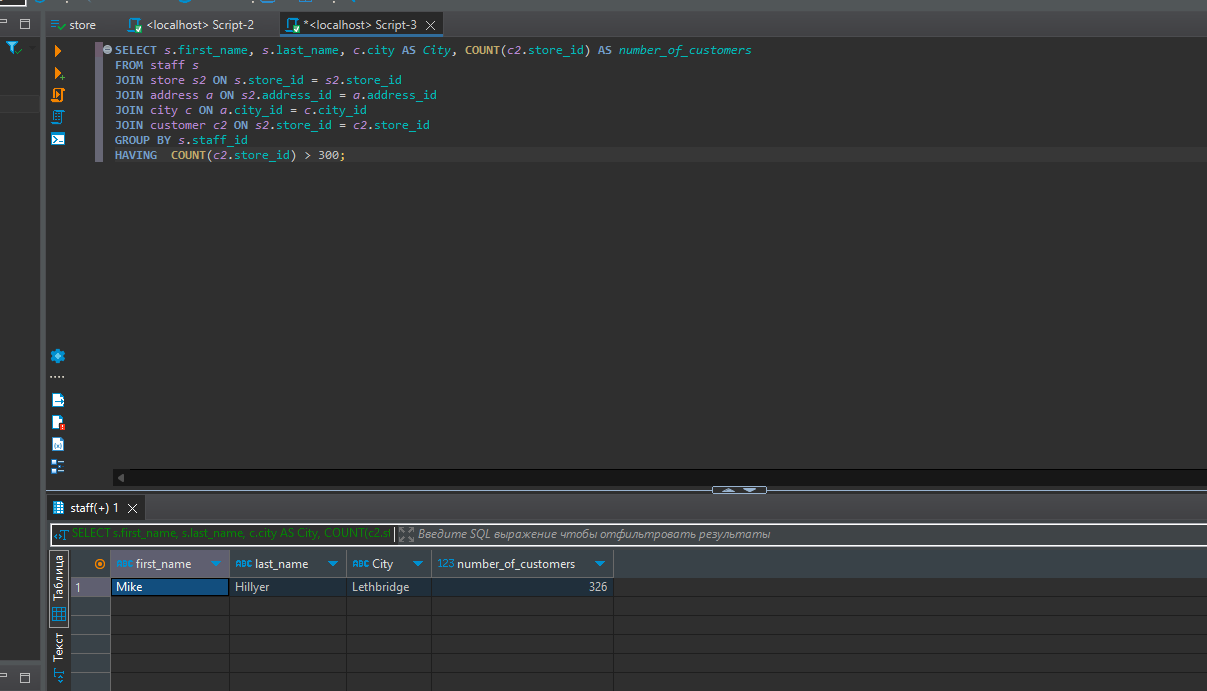 store <localhost> Script-2 *<localhost> Script-3
SELECT s.first_name, s.last_name, c.city AS City, COUNT(c2.store_id) AS number_of_customers
FROM staff s
JOIN store s2 ON s.store_id = s2.store_id
JOIN address a ON s2.address_id = a.address_id
JOIN city c ON a.city_id = c.city_id
JOIN customer c2 ON s2.store_id = c2.store_id
GROUP BY s.staff_id
HAVING  COUNT(c2.store_id) > 300;
staff(+) 1
SELECT s.first_name, s.last_name, c.city AS City, COUNT(c2.st Введите SQL выражение чтобы отфильтровать результаты
Таблица
ABC first_name ABC last_name ABC City 123 number_of_customers
1 Mike Hillyer Lethbridge 326
Текст